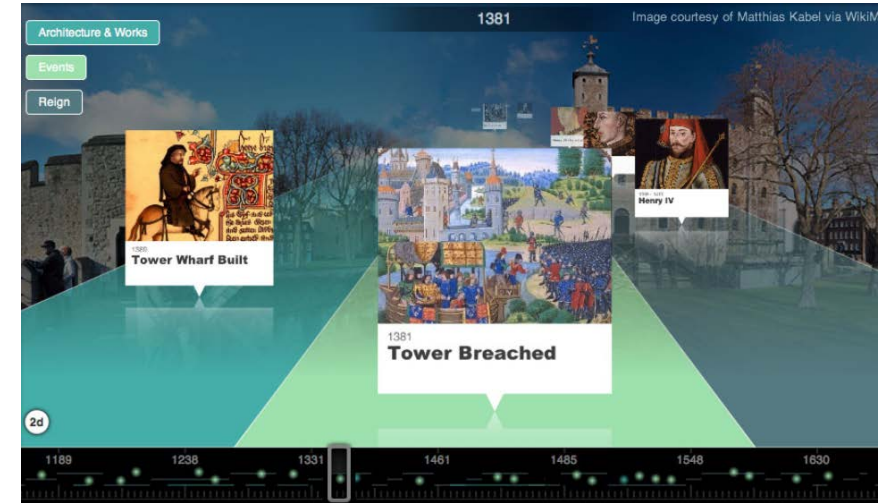 1381
Image courtesy of Matthias Kabel via WikiM
Architecture & Works
Events
Reign
Henry IV
Tower Wharf Built
1381
Tower Breached
2d
1189
1238
1331
1461
1485
1548
1630